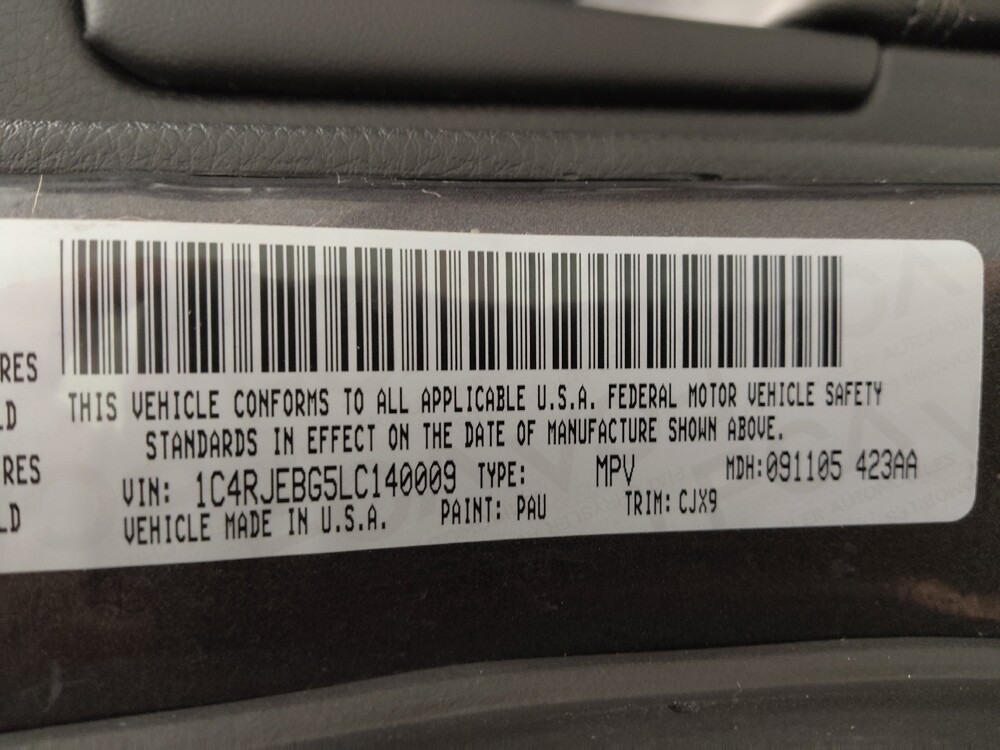 RES
LD
RES
LD
THIS VEHICLE CONFORMS TO ALL APPLICABLE U.S.A. FEDERAL MOTOR VEHICLE SAFETY
STANDARDS IN EFFECT ON THE DATE OF MANUFACTURE SHOWN ABOVE.
VIN: 1C4RJEBG5LC140009 TYPE: MPV MDH:091105 423AA
VEHICLE MADE IN U.S.A. PAINT: PAU TRIM: CJX9